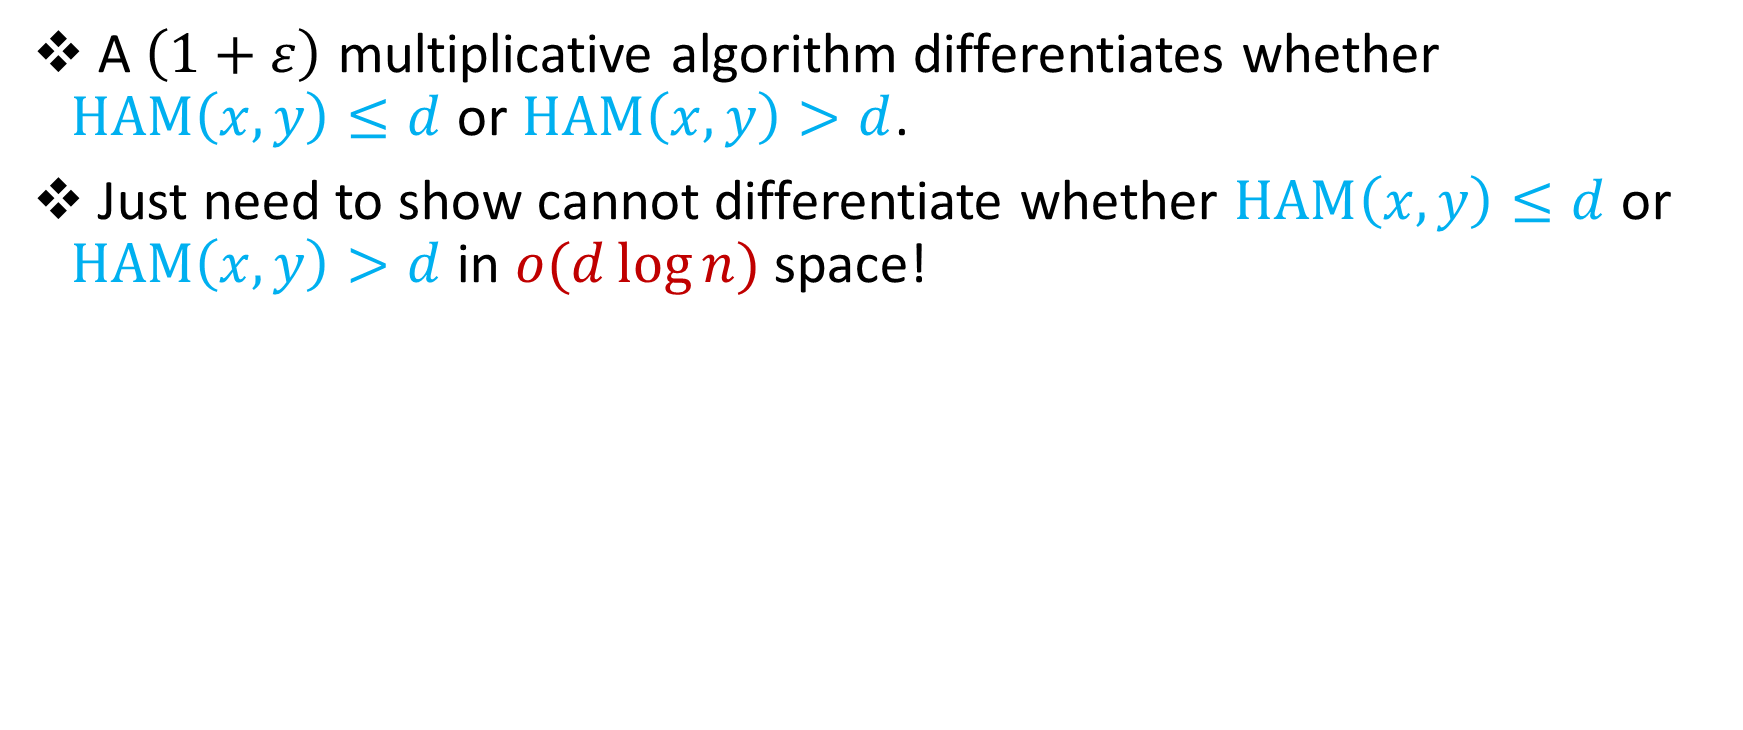 ❖ A (1 + ε) multiplicative algorithm differentiates whether
HAM(x, y) ≤ d or HAM(x, y) > d.
❖ Just need to show cannot differentiate whether HAM(x, y) ≤ d or
HAM(x, y) > d in o(d log n) space!